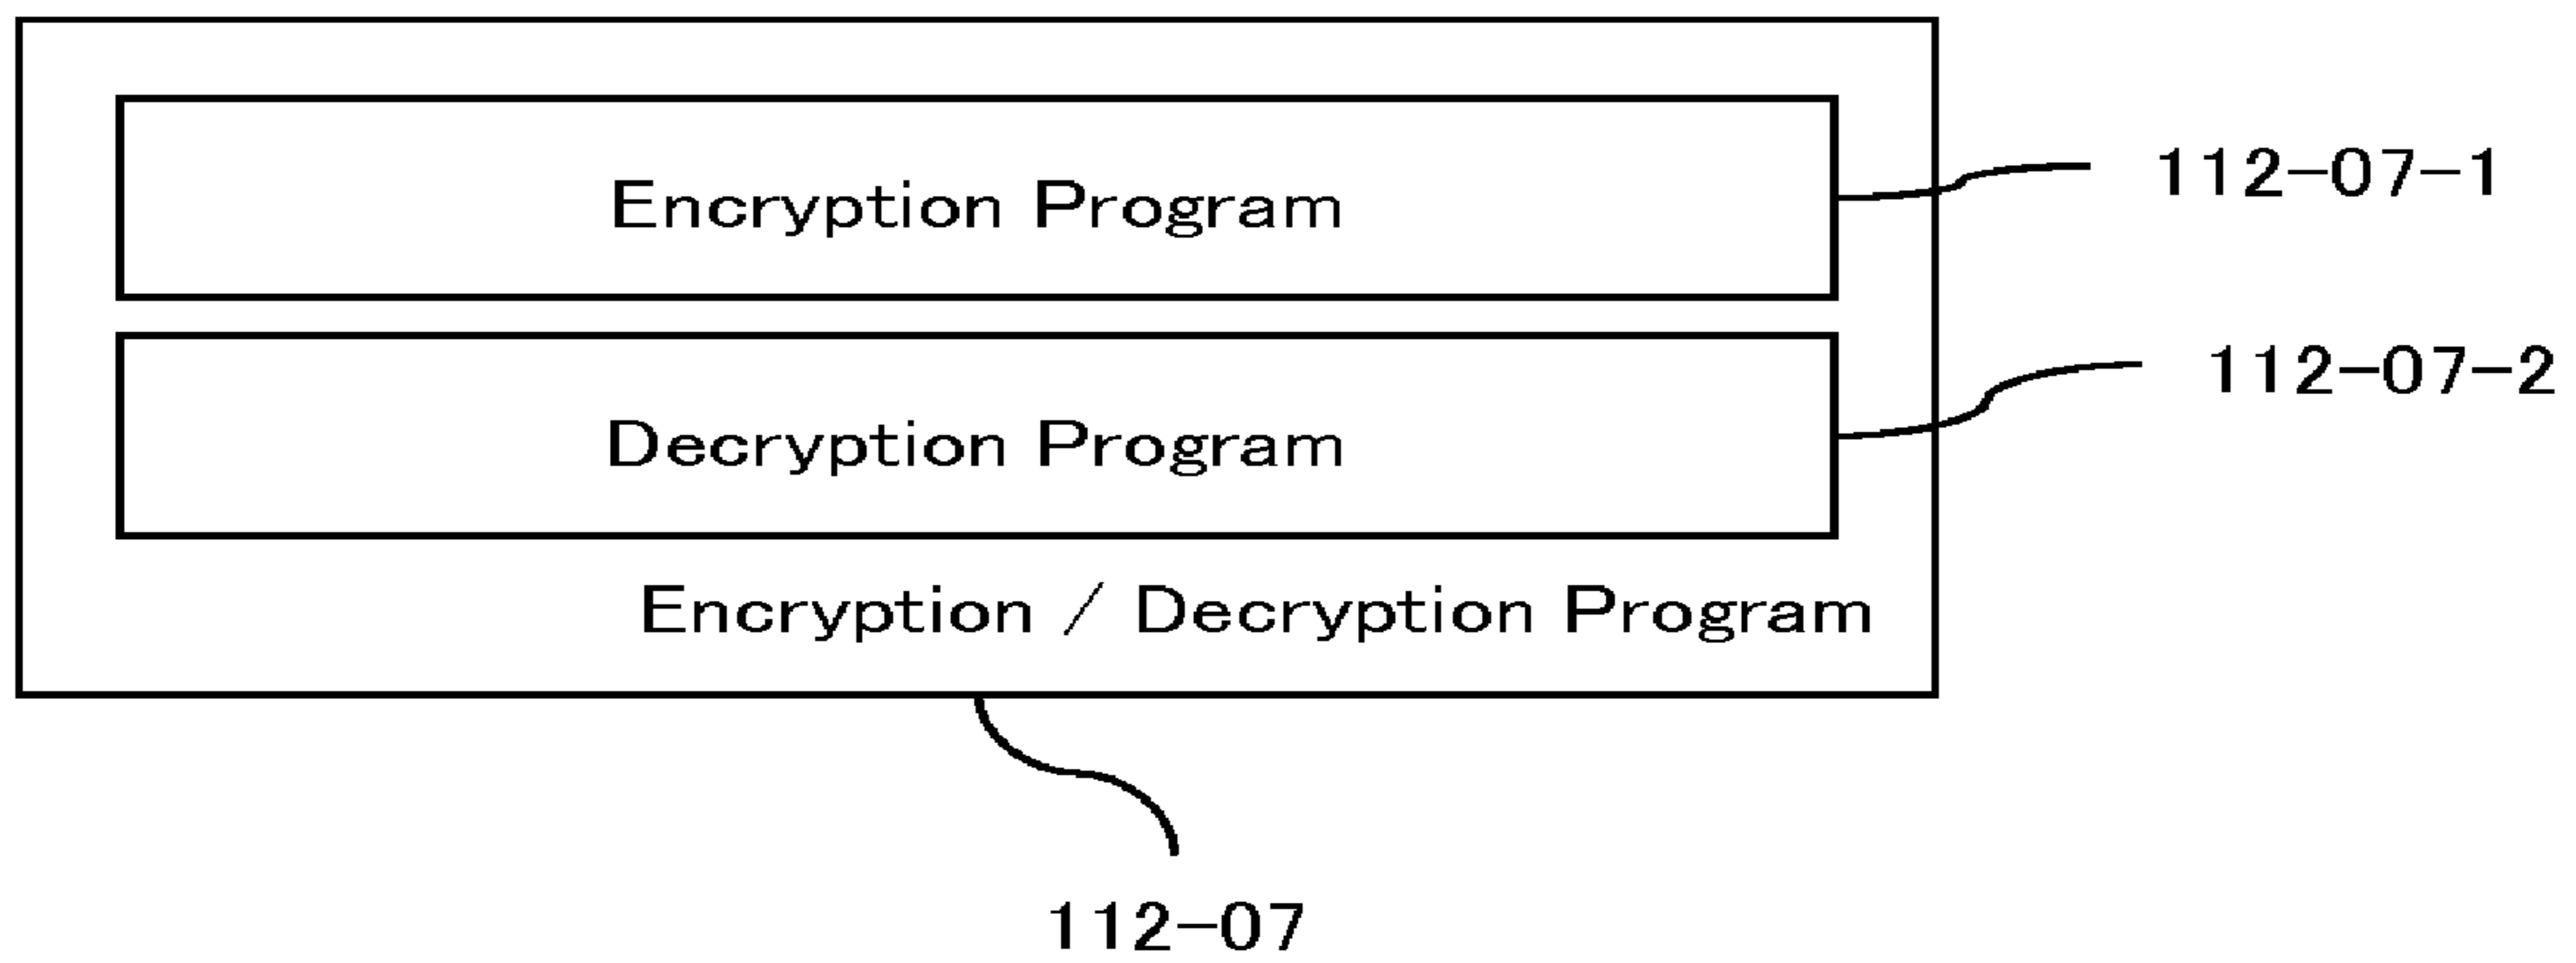 Encryption Program
112-07-1
Decryption Program
112-07-2
Encryption / Decryption Program
112-07